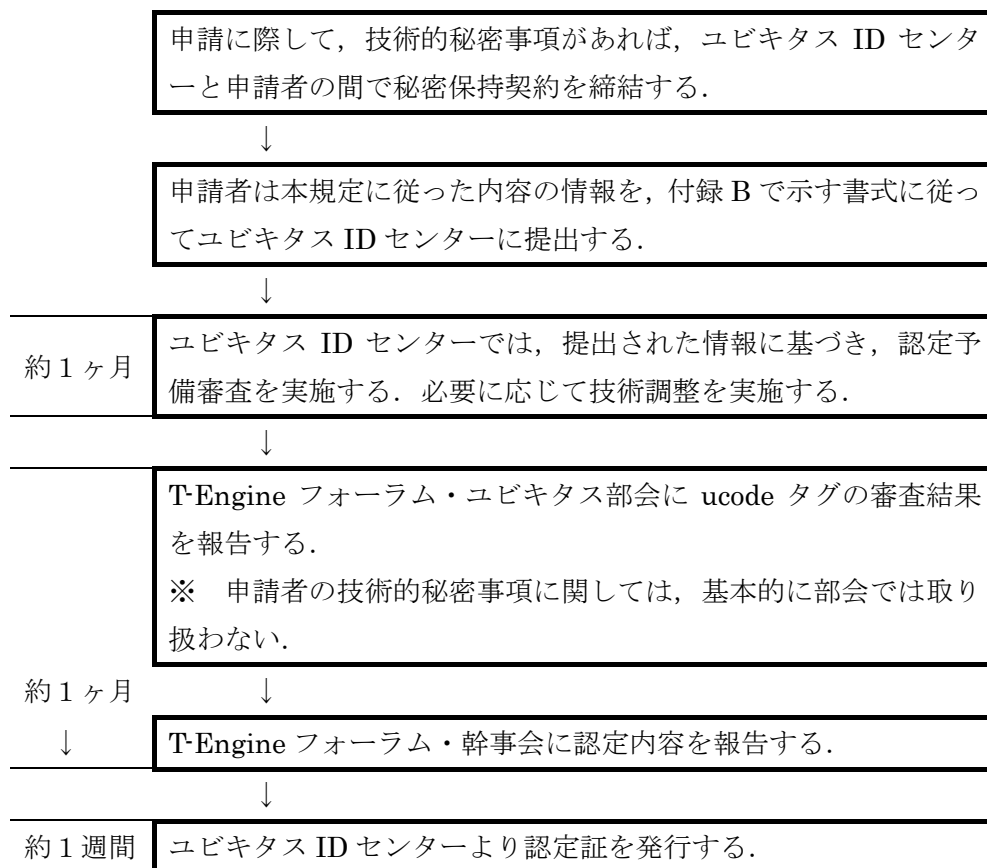 申請に際して，技術的秘密事項があれば，ユビキタス ID センタ
ーと申請者の間で秘密保持契約を締結する．
↓
申請者は本規定に従った内容の情報を，付録 B で示す書式に従っ
てユビキタス ID センターに提出する．
↓
ユビキタス ID センターでは，提出された情報に基づき，認定予
約１ヶ月
備審査を実施する．必要に応じて技術調整を実施する．
↓
T-Engine フォーラム・ユビキタス部会に ucode タグの審査結果
を報告する．
※　申請者の技術的秘密事項に関しては，基本的に部会では取り
扱わない．
約１ヶ月 ↓
↓ T-Engine フォーラム・幹事会に認定内容を報告する．
↓
約１週間 ユビキタス ID センターより認定証を発行する．